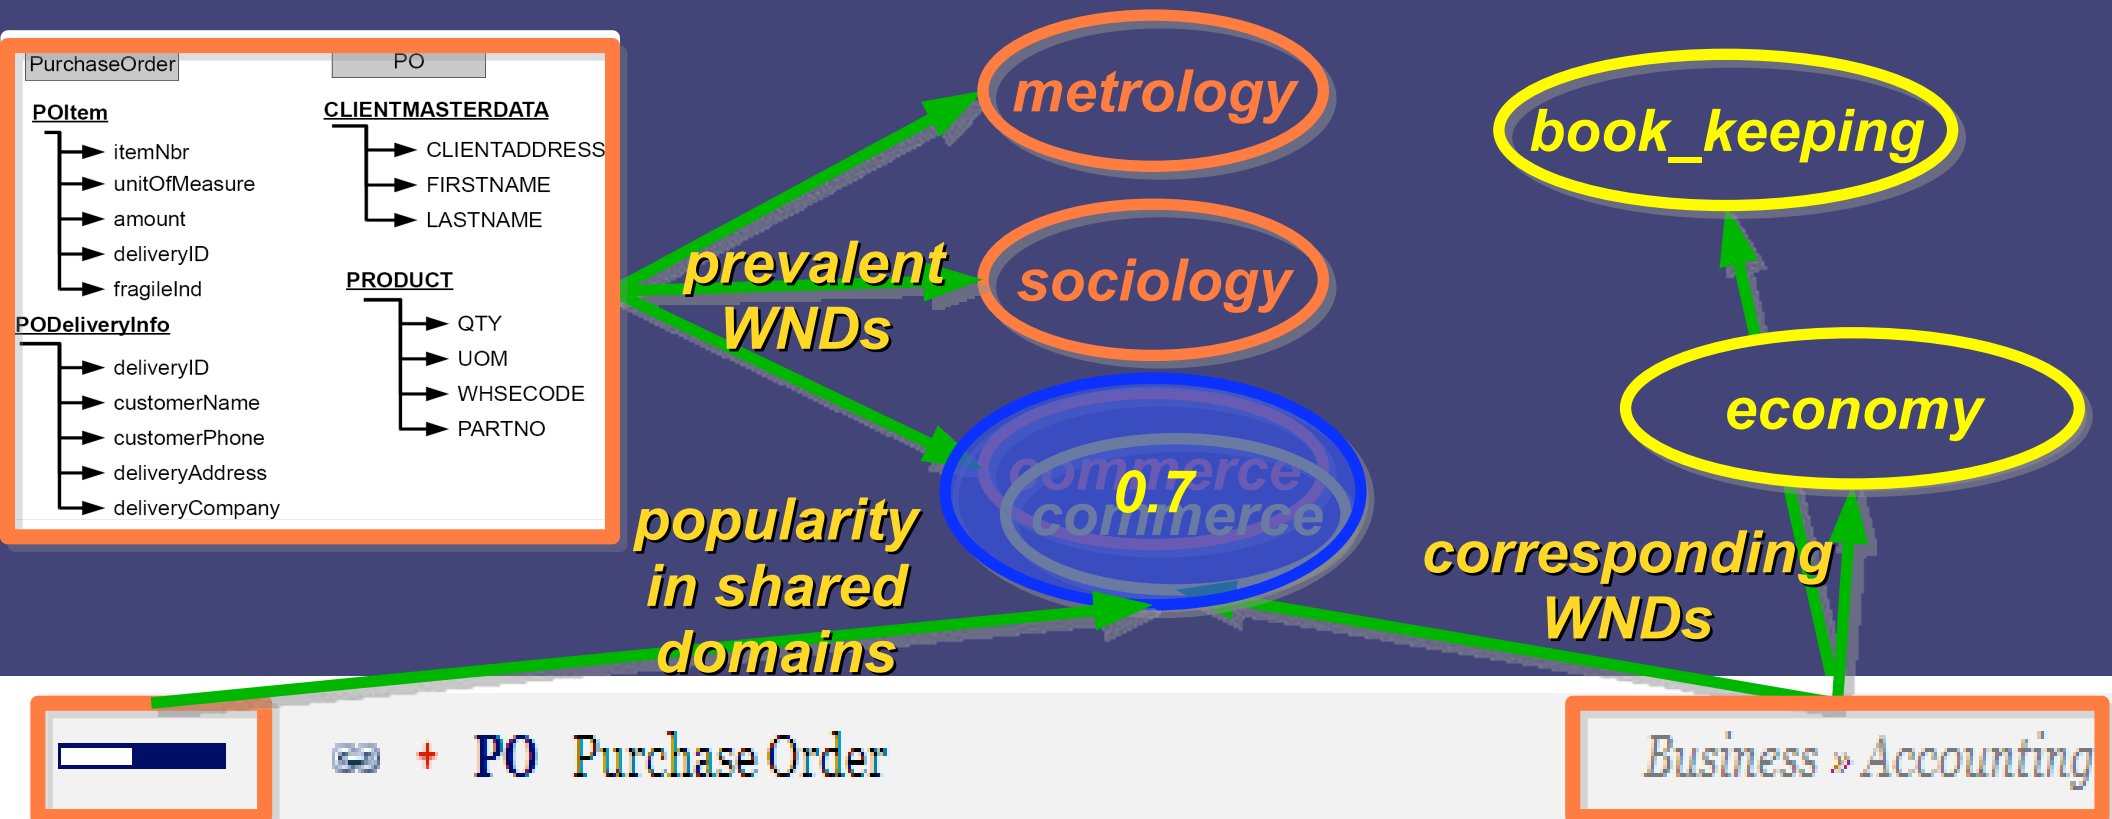 PurchaseOrder
POItem
itemNbr
unitOfMeasure
amount
deliveryID
fragileInd
PODeliveryInfo
deliveryID
customerName
customerPhone
deliveryAddress
deliveryCompany
PO
CLIENTMASTERDATA
CLIENTADDRESS
FIRSTNAME
LASTNAME
PRODUCT
QTY
UOM
WHSECODE
PARTNO
prevalent
WNDs
metrology
sociology
commerce
0.7
commerce
book_keeping
economy
popularity
in shared
domains
corresponding
WNDs
+ PO Purchase Order
Business » Accounting